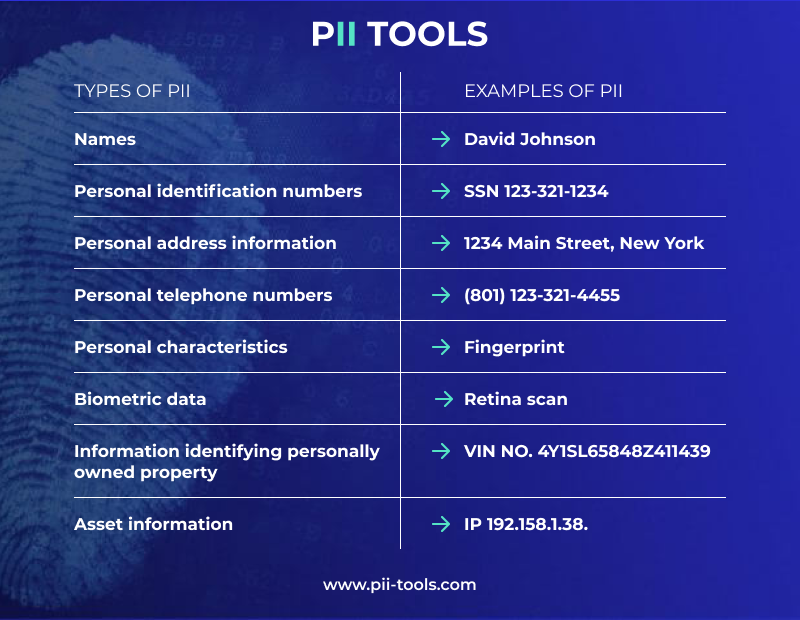 PII TOOLS
TYPES OF PII
EXAMPLES OF PII
Names
David Johnson
Personal identification numbers
SSN 123-321-1234
Personal address information
1234 Main Street, New York
Personal telephone numbers
(801) 123-321-4455
Personal characteristics
Fingerprint
Biometric data
Retina scan
Information identifying personally
owned property
VIN NO. 4Y1SL65848Z411439
Asset information
IP 192.158.1.38.
www.pii-tools.com